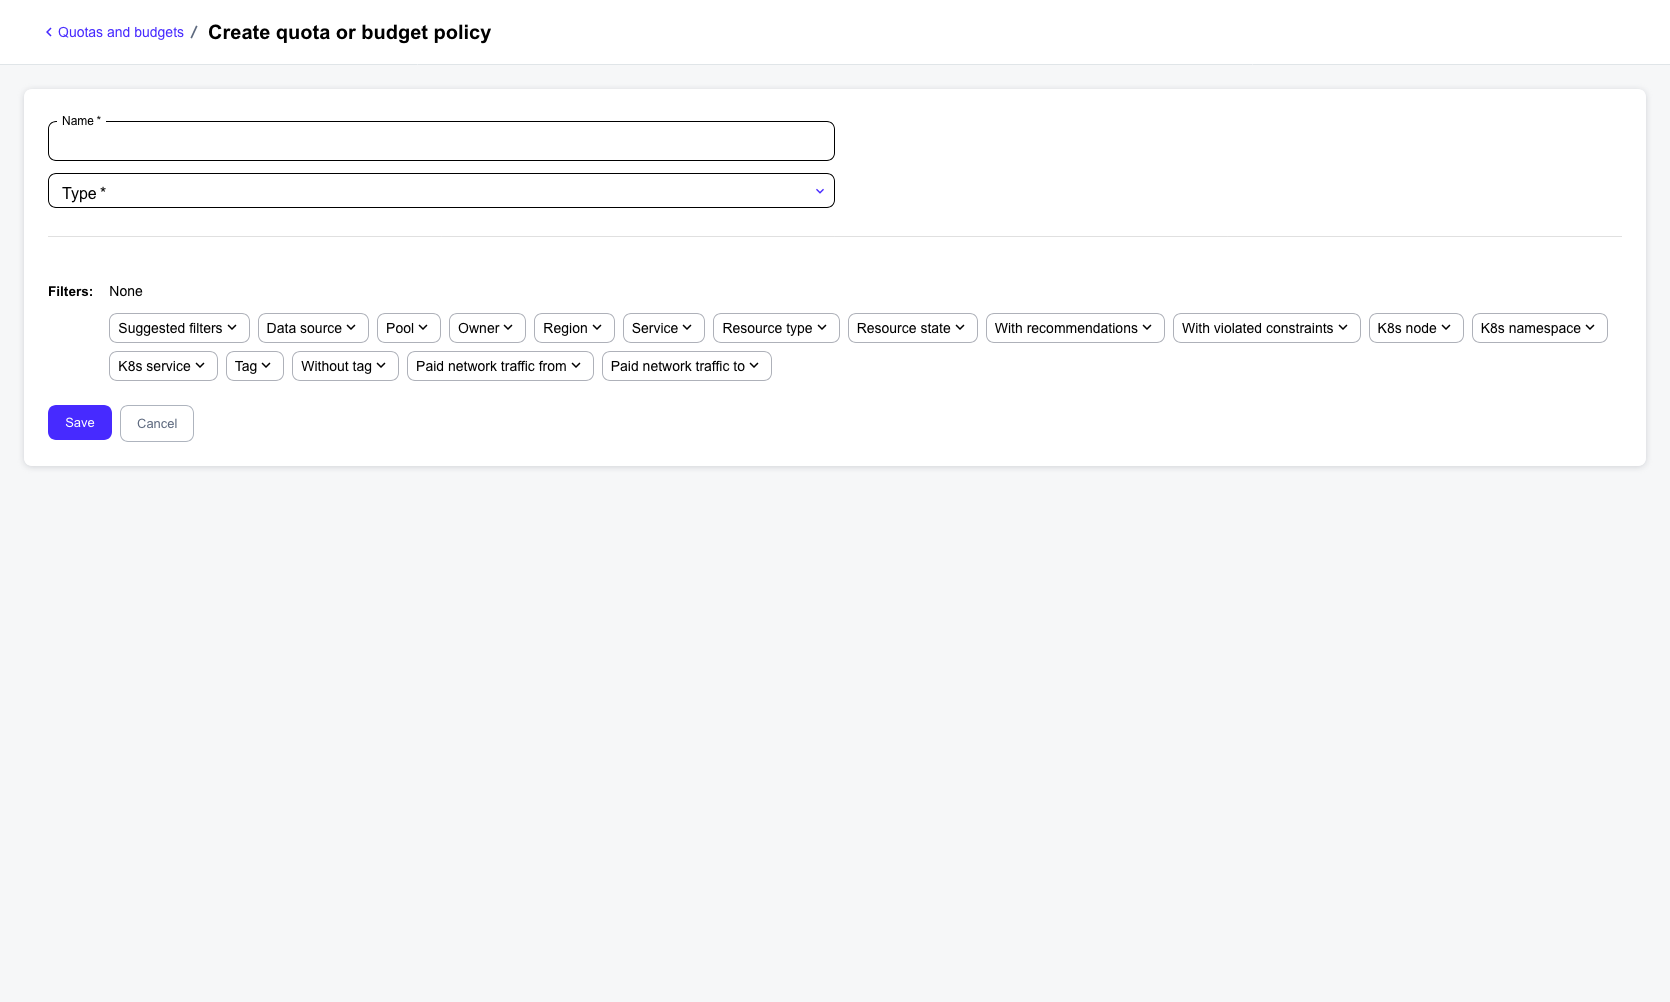 Quotas and budgets / Create quota or budget policy
Name *
Type *
Filters: None
Suggested filters Data source Pool Owner Region Service Resource type Resource state With recommendations With violated constraints K8s node K8s namespace
K8s service Tag Without tag Paid network traffic from Paid network traffic to
Save Cancel